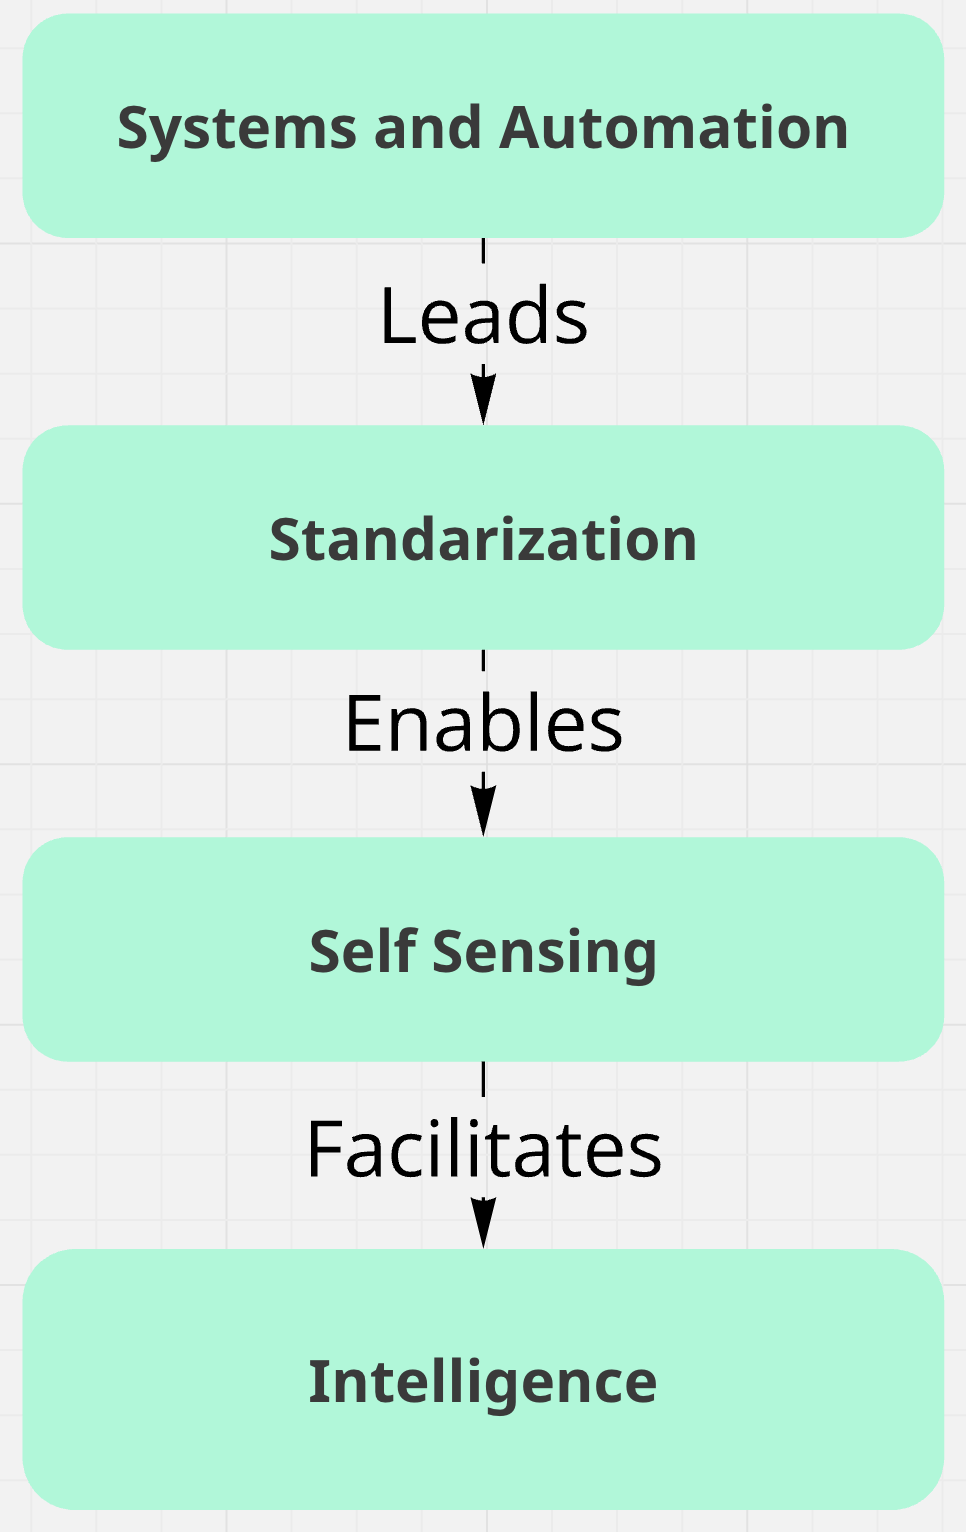 Systems and Automation
Leads
Standarization
Enables
Self Sensing
Facilitates
Intelligence